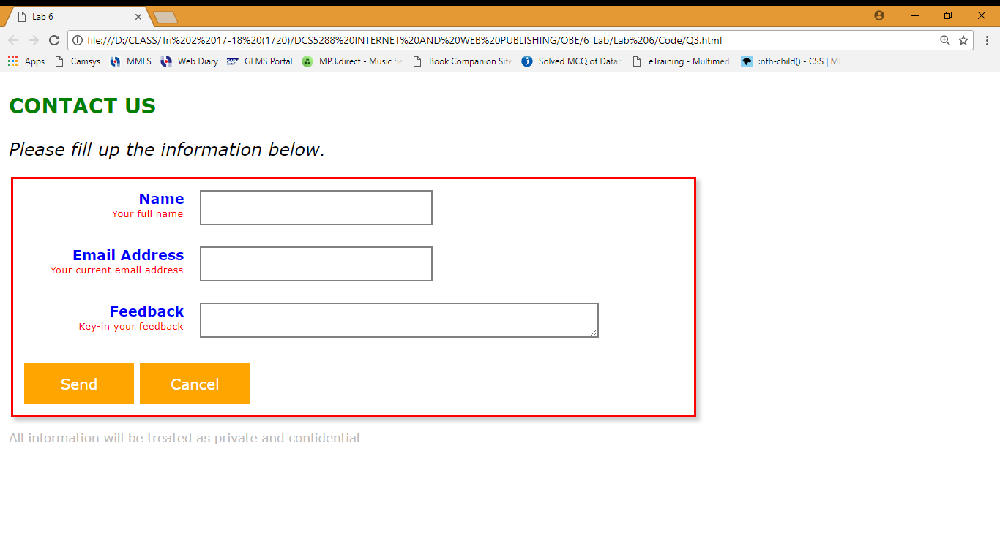 Lab 6
file:///D:/CLASS/Tri%202%2017-18%20(1720)/DCS5288%20INTERNET%20AND%20WEB%20PUBLISHING/OBE/6_Lab/Lab%206/Code/Q3.html
Apps Camsys MMLS Web Diary GEMS Portal MP3.direct - Music Se Book Companion Site Solved MCQ of Datab eTraining - Multimed :nth-child() - CSS | M
CONTACT US
Please fill up the information below.
Name
Your full name
Email Address
Your current email address
Feedback
Key-in your feedback
Send Cancel
All information will be treated as private and confidential